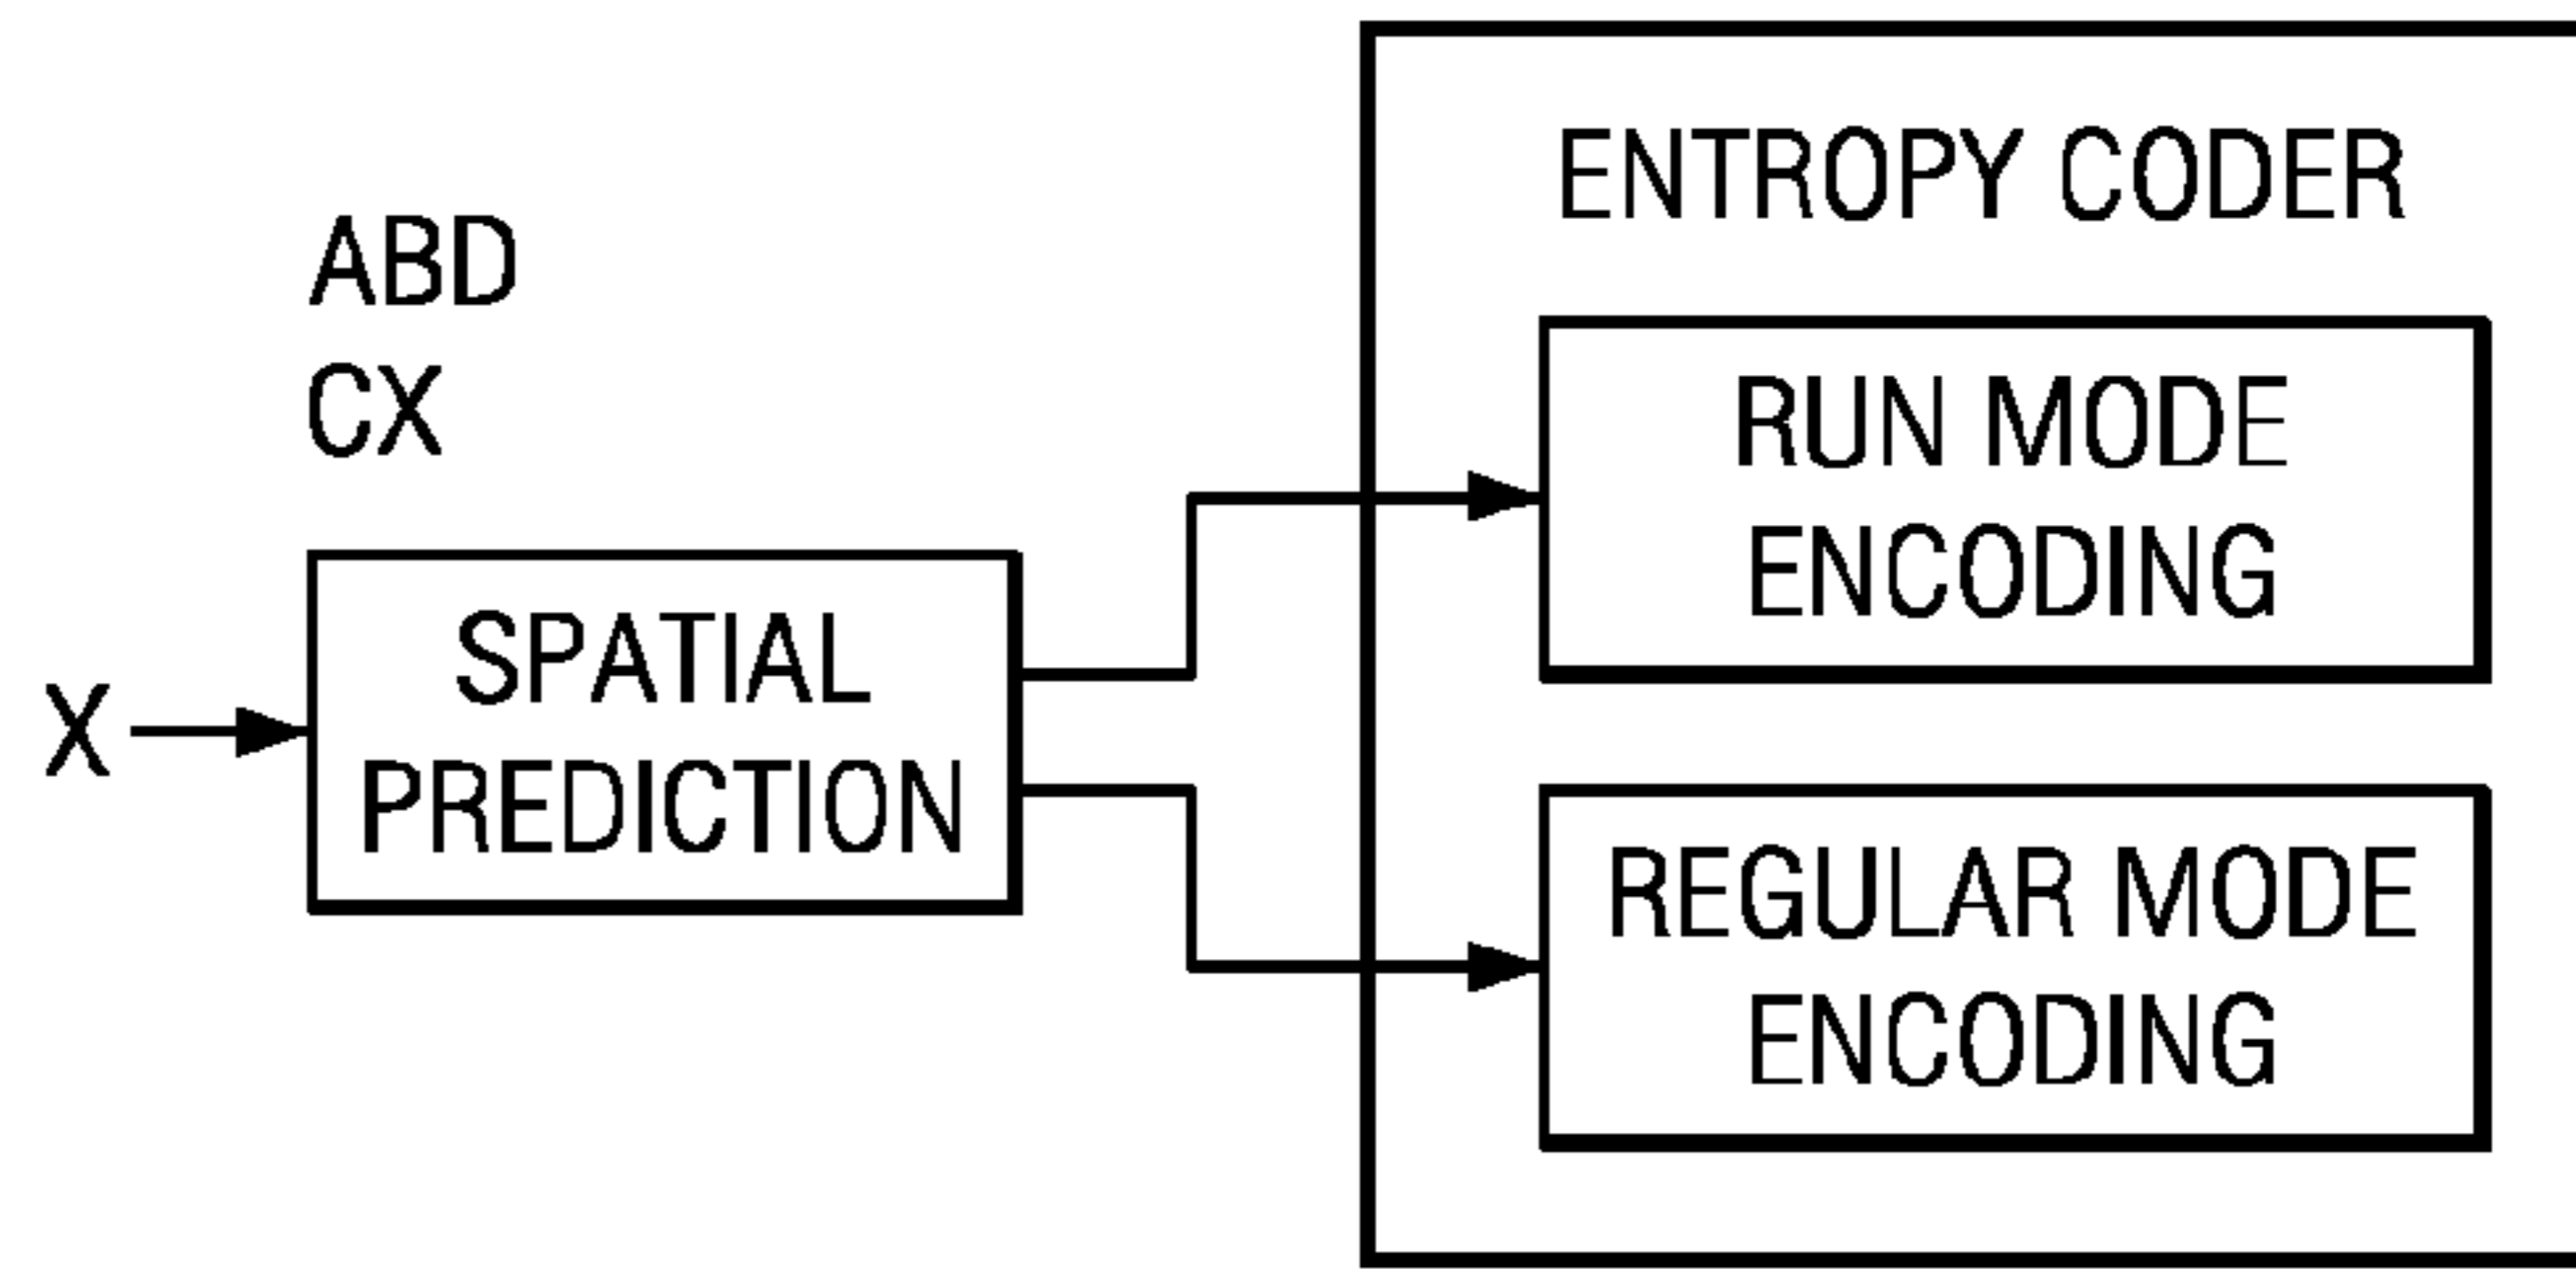 ABD
CX
X
SPATIAL
PREDICTION
ENTROPY CODER
RUN MODE
ENCODING
REGULAR MODE
ENCODING